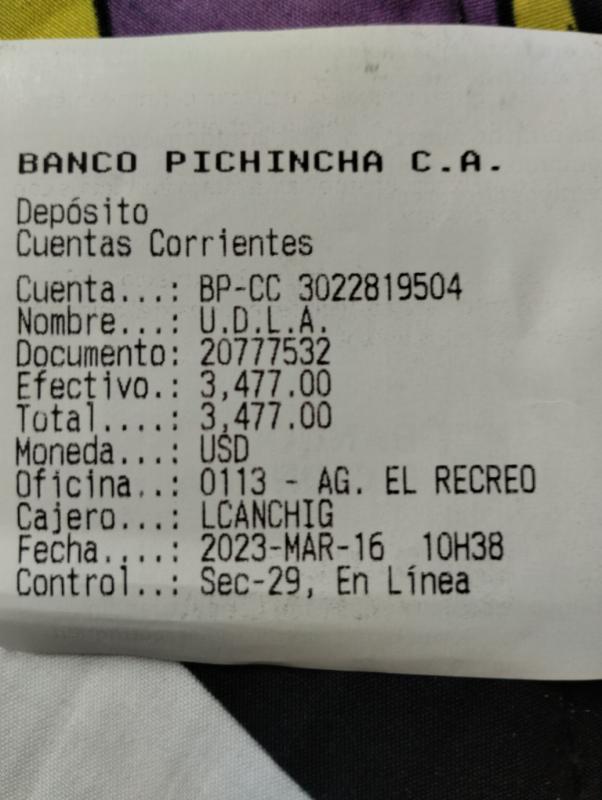 BANCO PICHINCHA C.A.
Depósito
Cuentas Corrientes
Cuenta...: BP-CC 3022819504
Nombre...: U.D.L.A.
Documento: 20777532
Efectivo.: 3,477.00
Total....: 3,477.00
Moneda...: USD
Oficina..: 0113 - AG. EL RECREO
Cajero...: LCANCHIG
Fecha....: 2023-MAR-16 10H38
Control..: Sec-29, En Línea